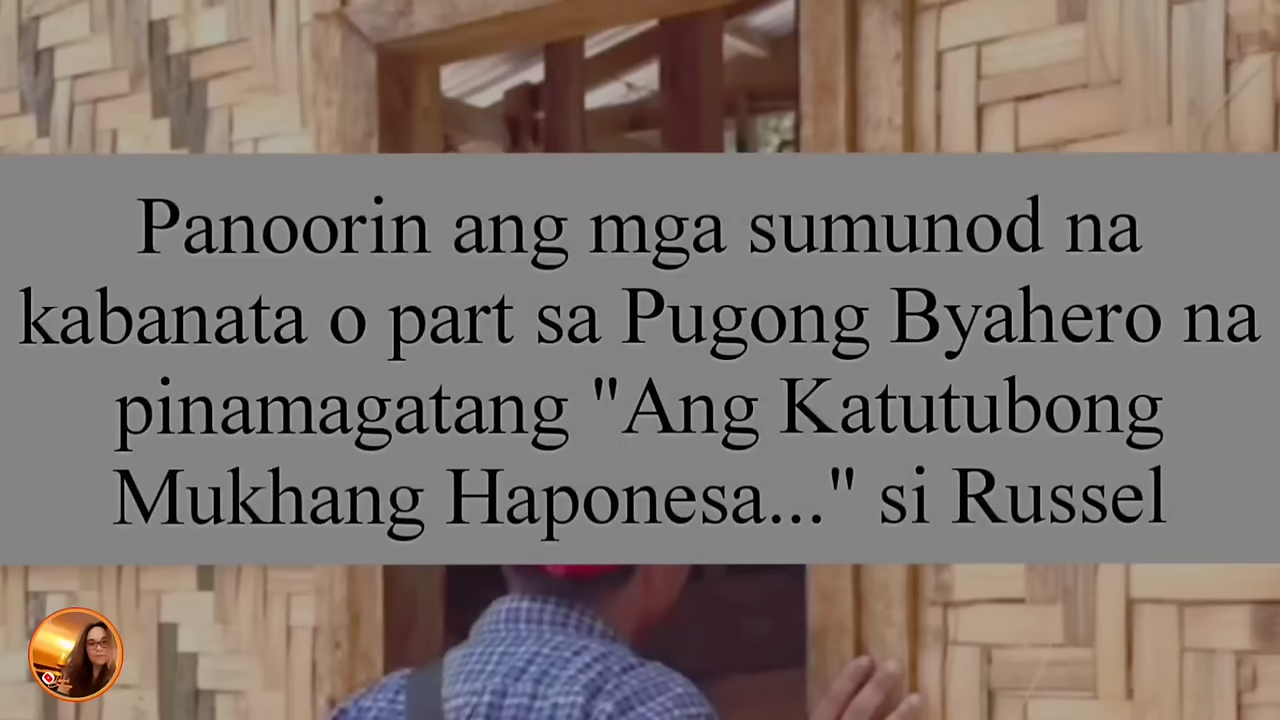 Panoorin ang mga sumunod na
kabanata o part sa Pugong Byahero na
pinamagatang "Ang Katutubong
Mukhang Haponesa..." si Russel